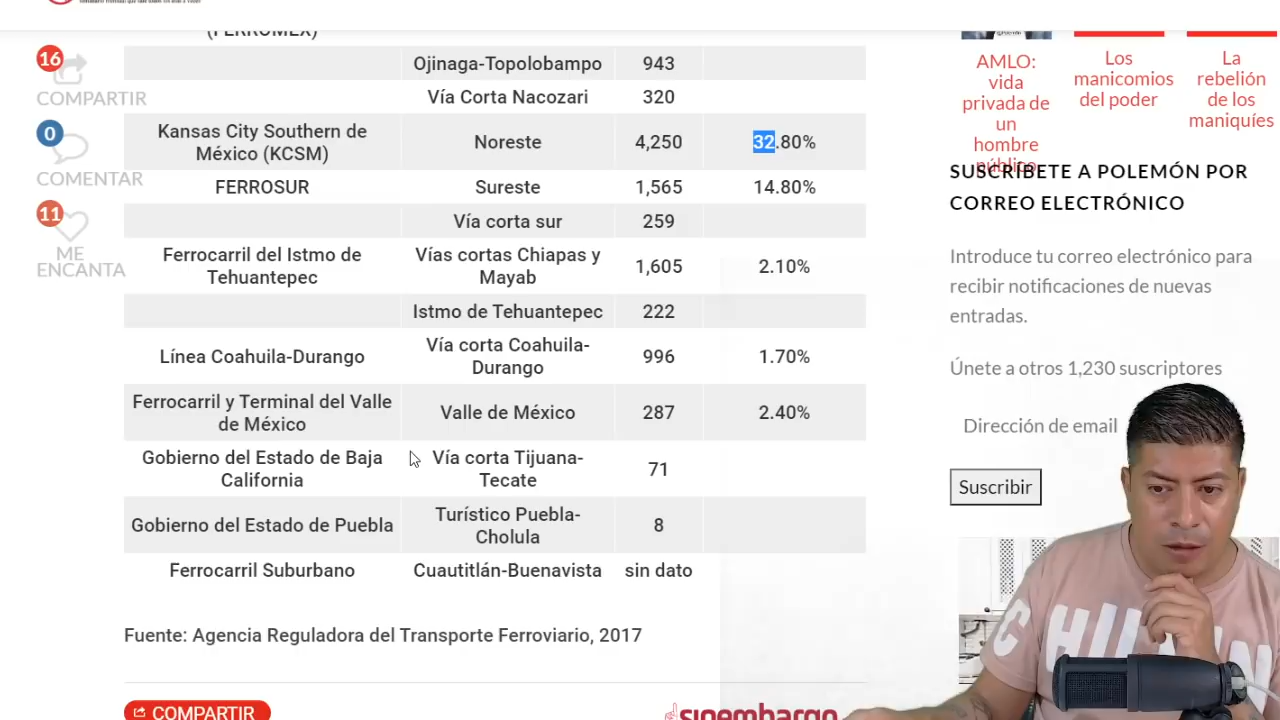 (FERROMEX)
Ojinaga-Topolobampo 943
Vía Corta Nacozari 320
Kansas City Southern de
México (KCSM) Noreste 4,250 32.80%
FERROSUR Sureste 1,565 14.80%
Vía corta sur 259
Ferrocarril del Istmo de
Tehuantepec
Vías cortas Chiapas y
Mayab
1,605 2.10%
Istmo de Tehuantepec 222
Línea Coahuila-Durango
Vía corta Coahuila-
Durango
996 1.70%
Ferrocarril y Terminal del Valle
de México
Valle de México 287 2.40%
Gobierno del Estado de Baja
California
Vía corta Tijuana-
Tecate
71
Gobierno del Estado de Puebla
Turístico Puebla-
Cholula
8
Ferrocarril Suburbano Cuautitlán-Buenavista sin dato
Fuente: Agencia Reguladora del Transporte Ferroviario, 2017
COMPARTIR
sinembargo
16
COMPARTIR
0
COMENTAR
11
ME
ENCANTA
AMLO:
vida
privada de
un
hombre
público
Los
manicomios
del poder
La
rebelión
de los
maniquíes
SUSCRIBETE A POLEMÓN POR
CORREO ELECTRÓNICO
Introduce tu correo electrónico para
recibir notificaciones de nuevas
entradas.
Únete a otros 1,230 suscriptores
Dirección de email
Suscribir